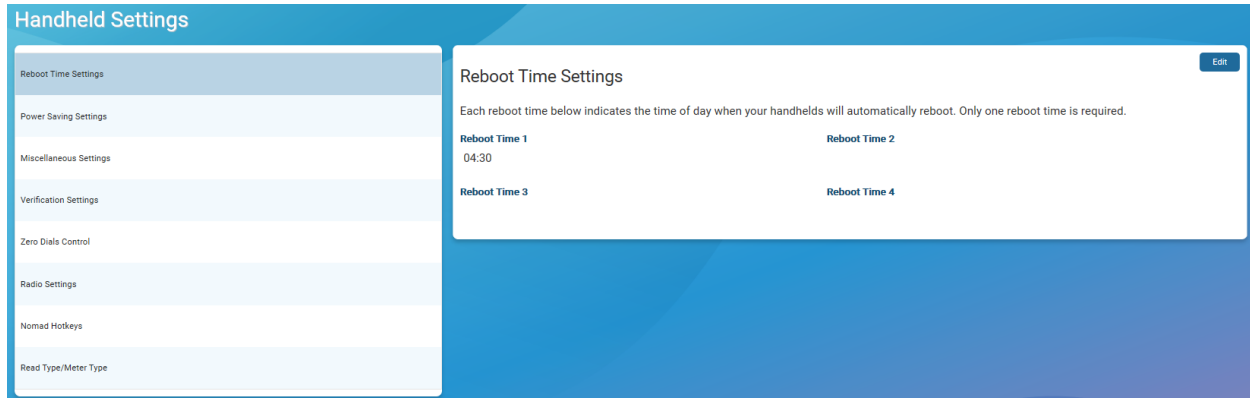 Handheld Settings
Reboot Time Settings
Power Saving Settings
Miscellaneous Settings
Verification Settings
Zero Dials Control
Radio Settings
Nomad Hotkeys
Read Type/Meter Type
Edit
Reboot Time Settings
Each reboot time below indicates the time of day when your handhelds will automatically reboot. Only one reboot time is required.
Reboot Time 1
04:30
Reboot Time 2
Reboot Time 3
Reboot Time 4